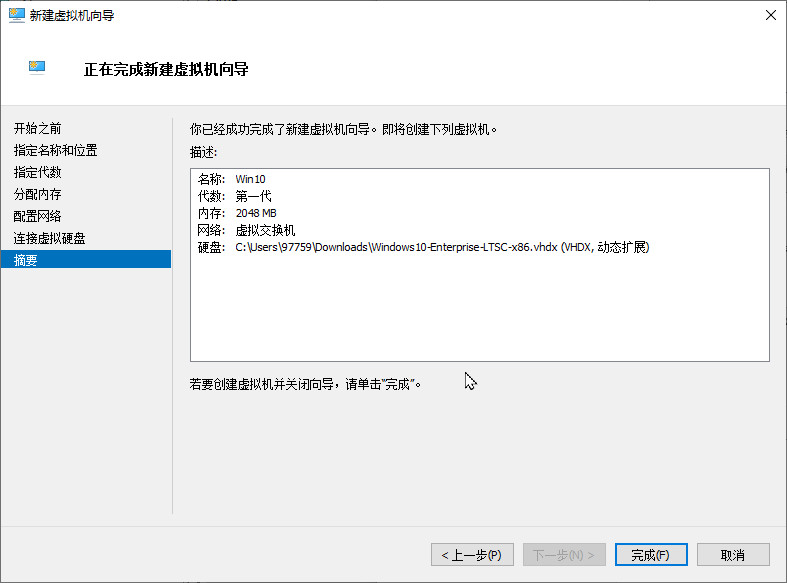 新建虚拟机向导
正在完成新建虚拟机向导
开始之前
指定名称和位置
指定代数
分配内存
配置网络
连接虚拟硬盘
摘要
你已经成功完成了新建虚拟机向导。即将创建下列虚拟机。
描述:
名称: Win10
代数: 第一代
内存: 2048 MB
网络: 虚拟交换机
硬盘: C:\Users\97759\Downloads\Windows10-Enterprise-LTSC-x86.vhdx (VHDX, 动态扩展)
若要创建虚拟机并关闭向导，请单击"完成"。
< 上一步(P) 下一步(N) > 完成(F) 取消